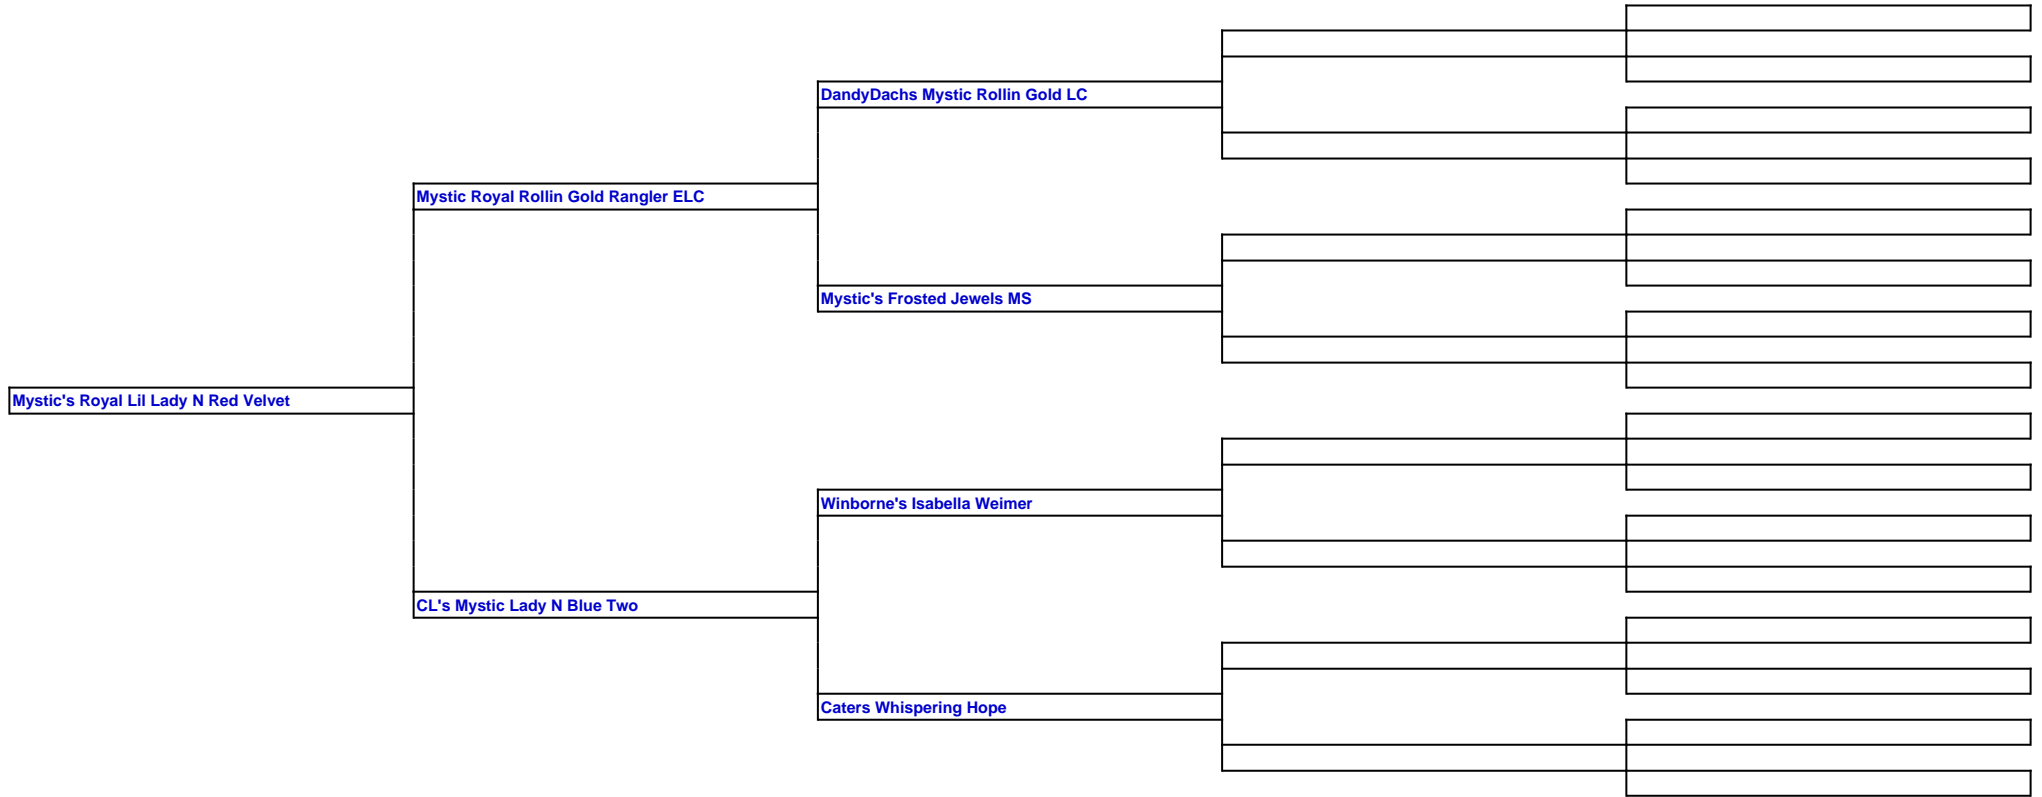 DandyDachs Mystic Rollin Gold LC
Mystic Royal Rollin Gold Rangler ELC
Mystic's Frosted Jewels MS
Mystic's Royal Lil Lady N Red Velvet
Winborne's Isabella Weimer
CL's Mystic Lady N Blue Two
Caters Whispering Hope